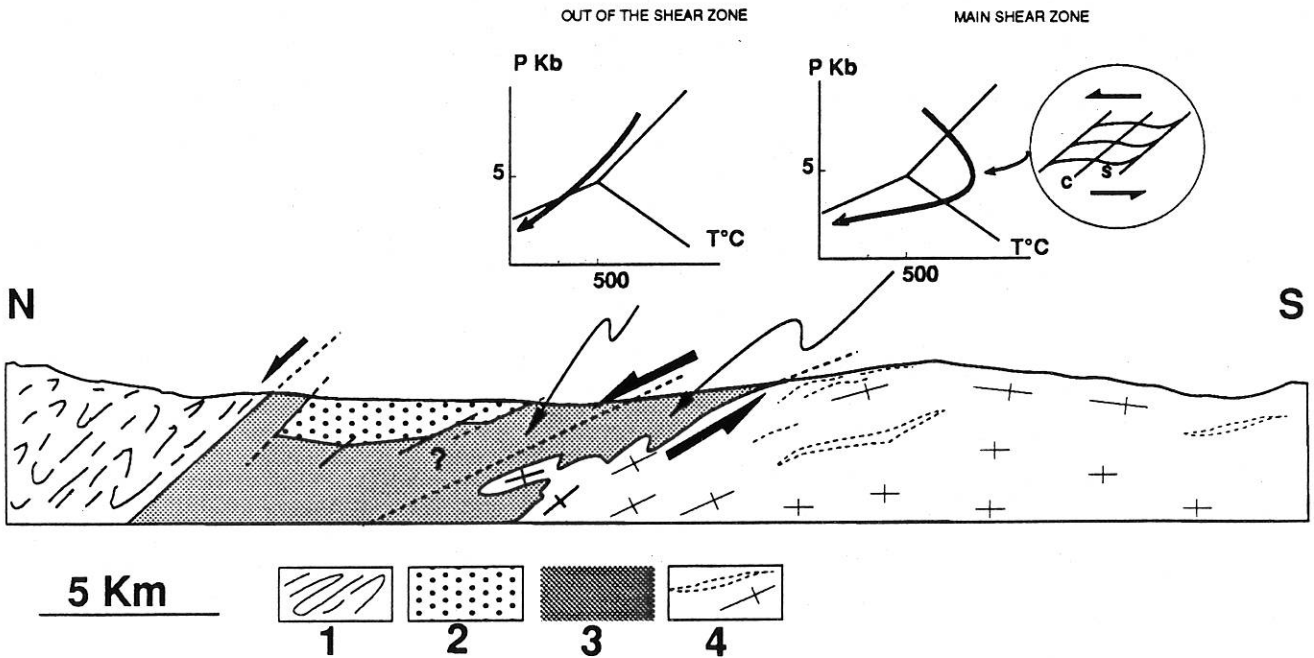 OUT OF THE SHEAR ZONE
MAIN SHEAR ZONE
P Kb
5
T°C
500
P Kb
5
T°C
500
C S
N
S
?
5 Km
1
2
3
4